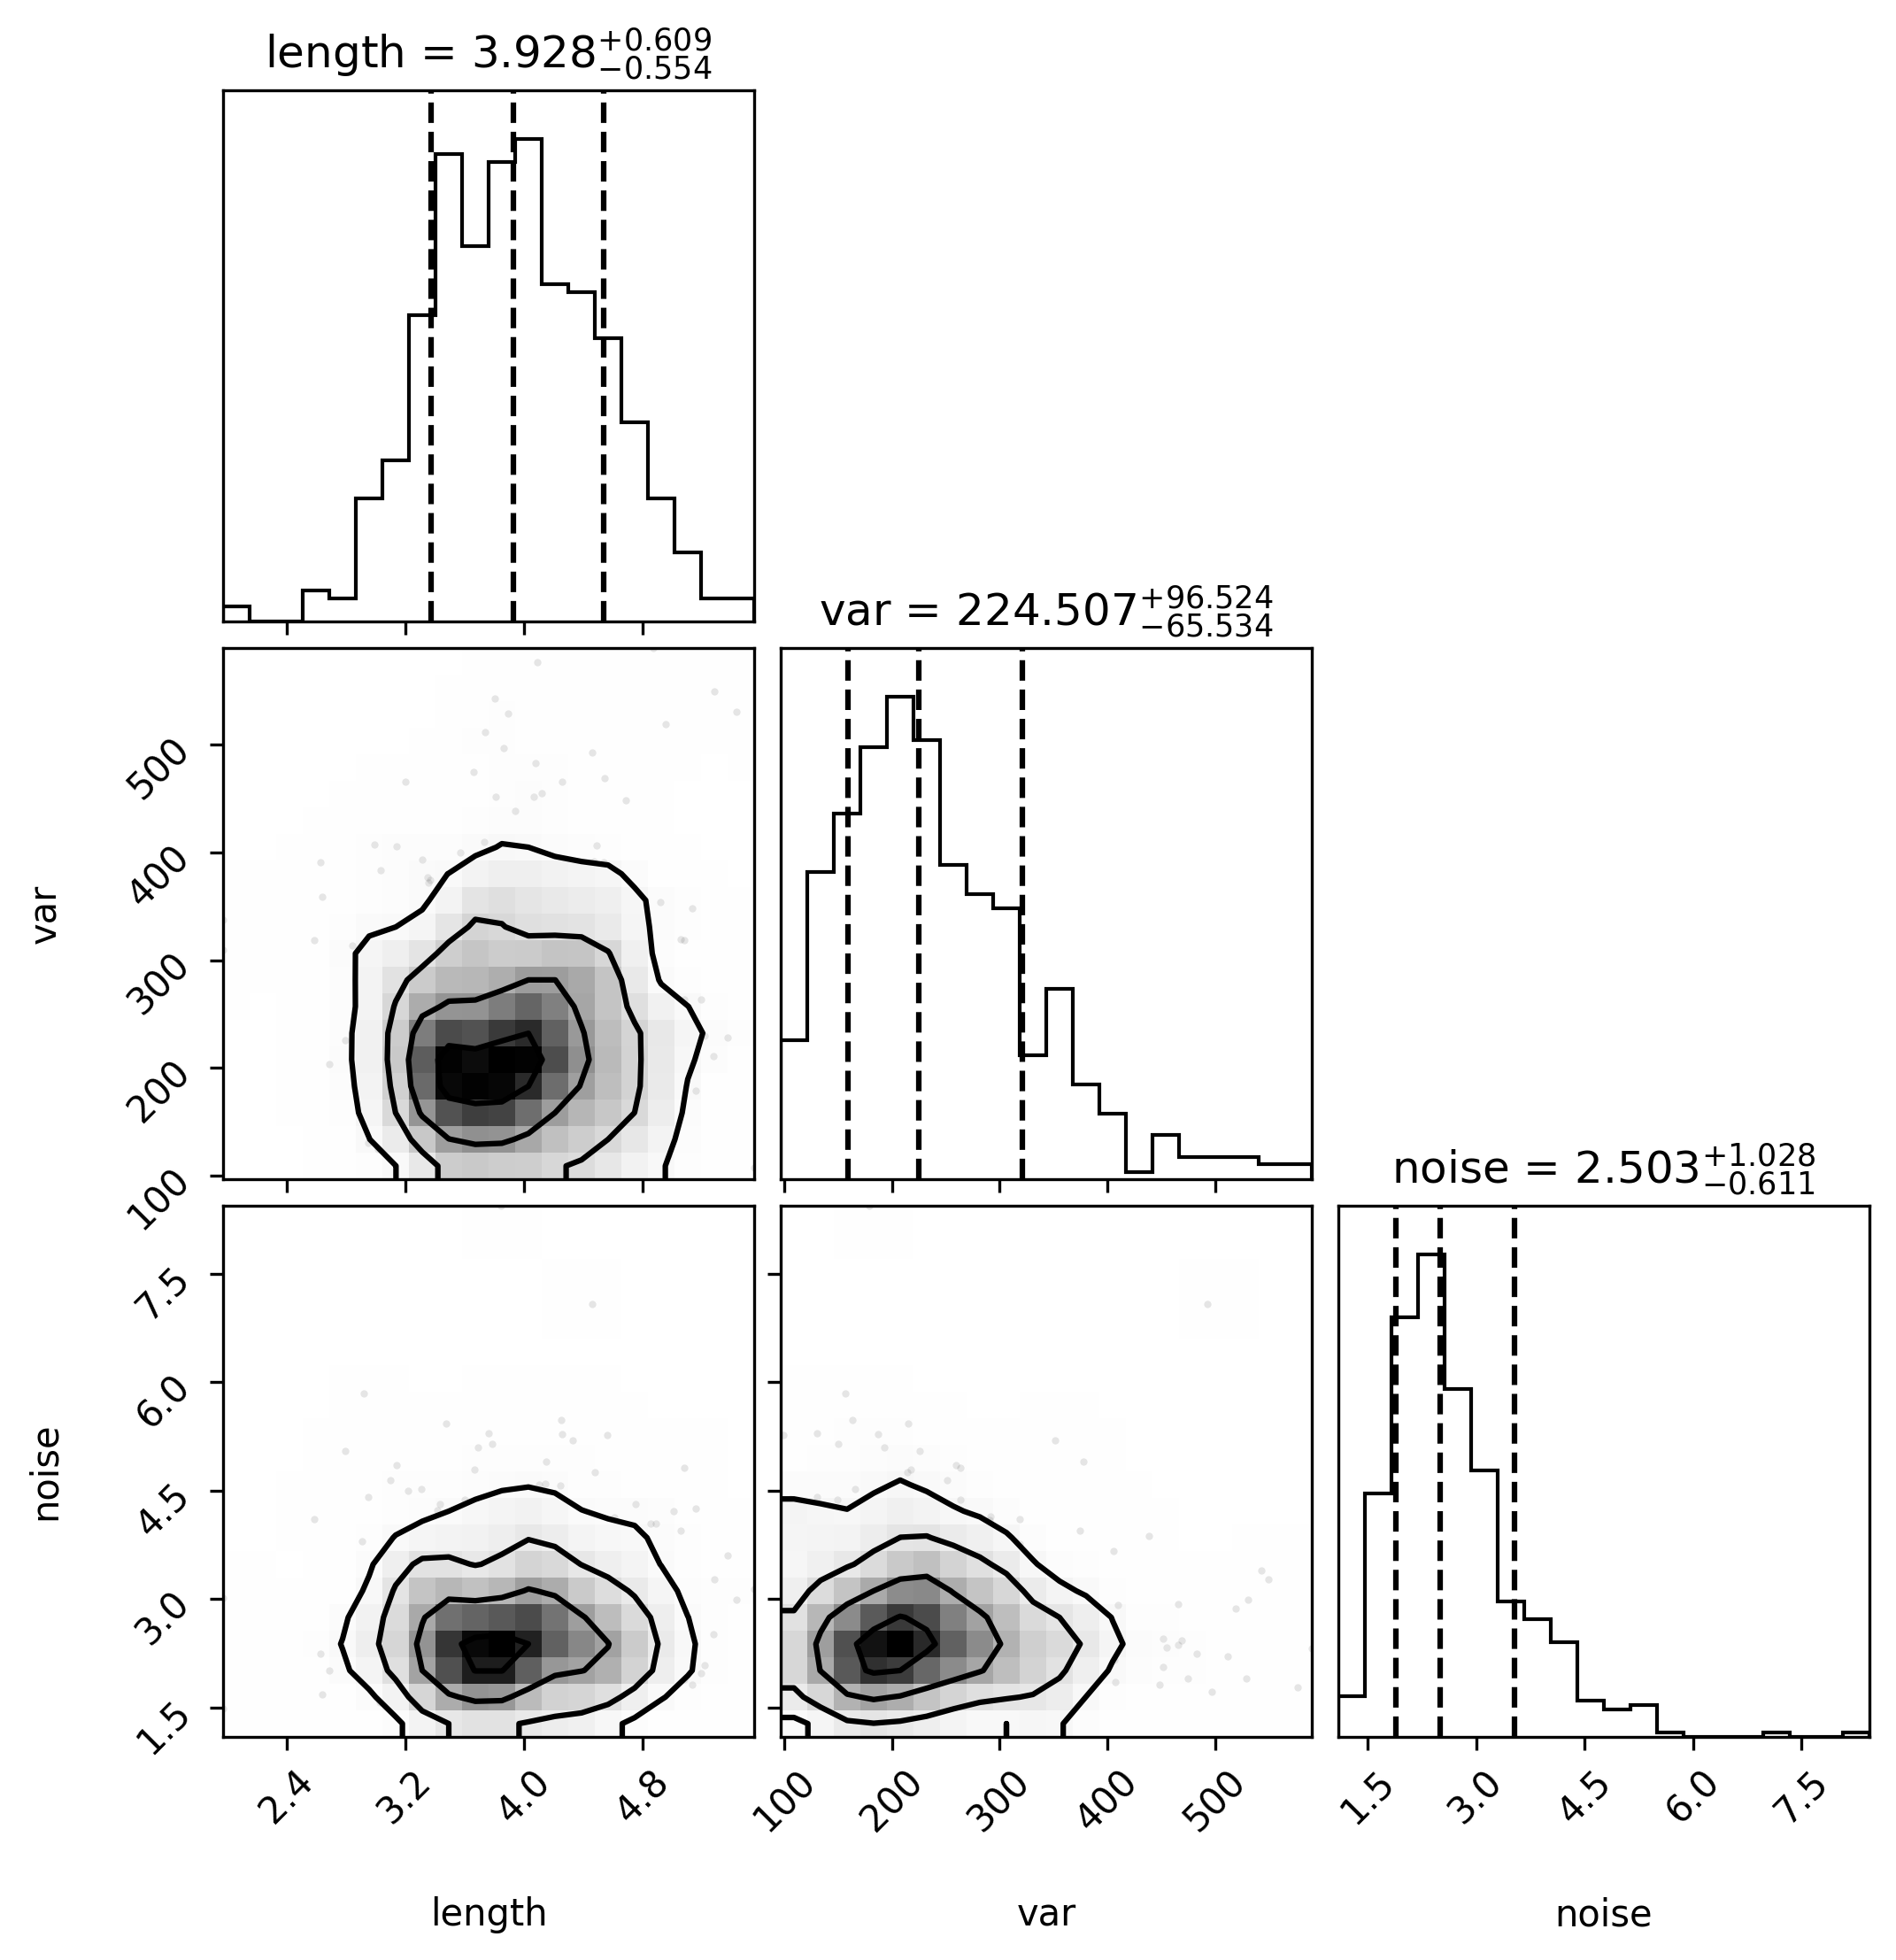 length = 3.928+0.609−0.554
var = 224.507+96.524−65.534
500
400
300
200
100
var
noise = 2.503+1.028−0.611
7.5
6.0
4.5
3.0
1.5
noise
2.4 3.2 4.0 4.8
100 200 300 400 500
1.5 3.0 4.5 6.0 7.5
length var noise